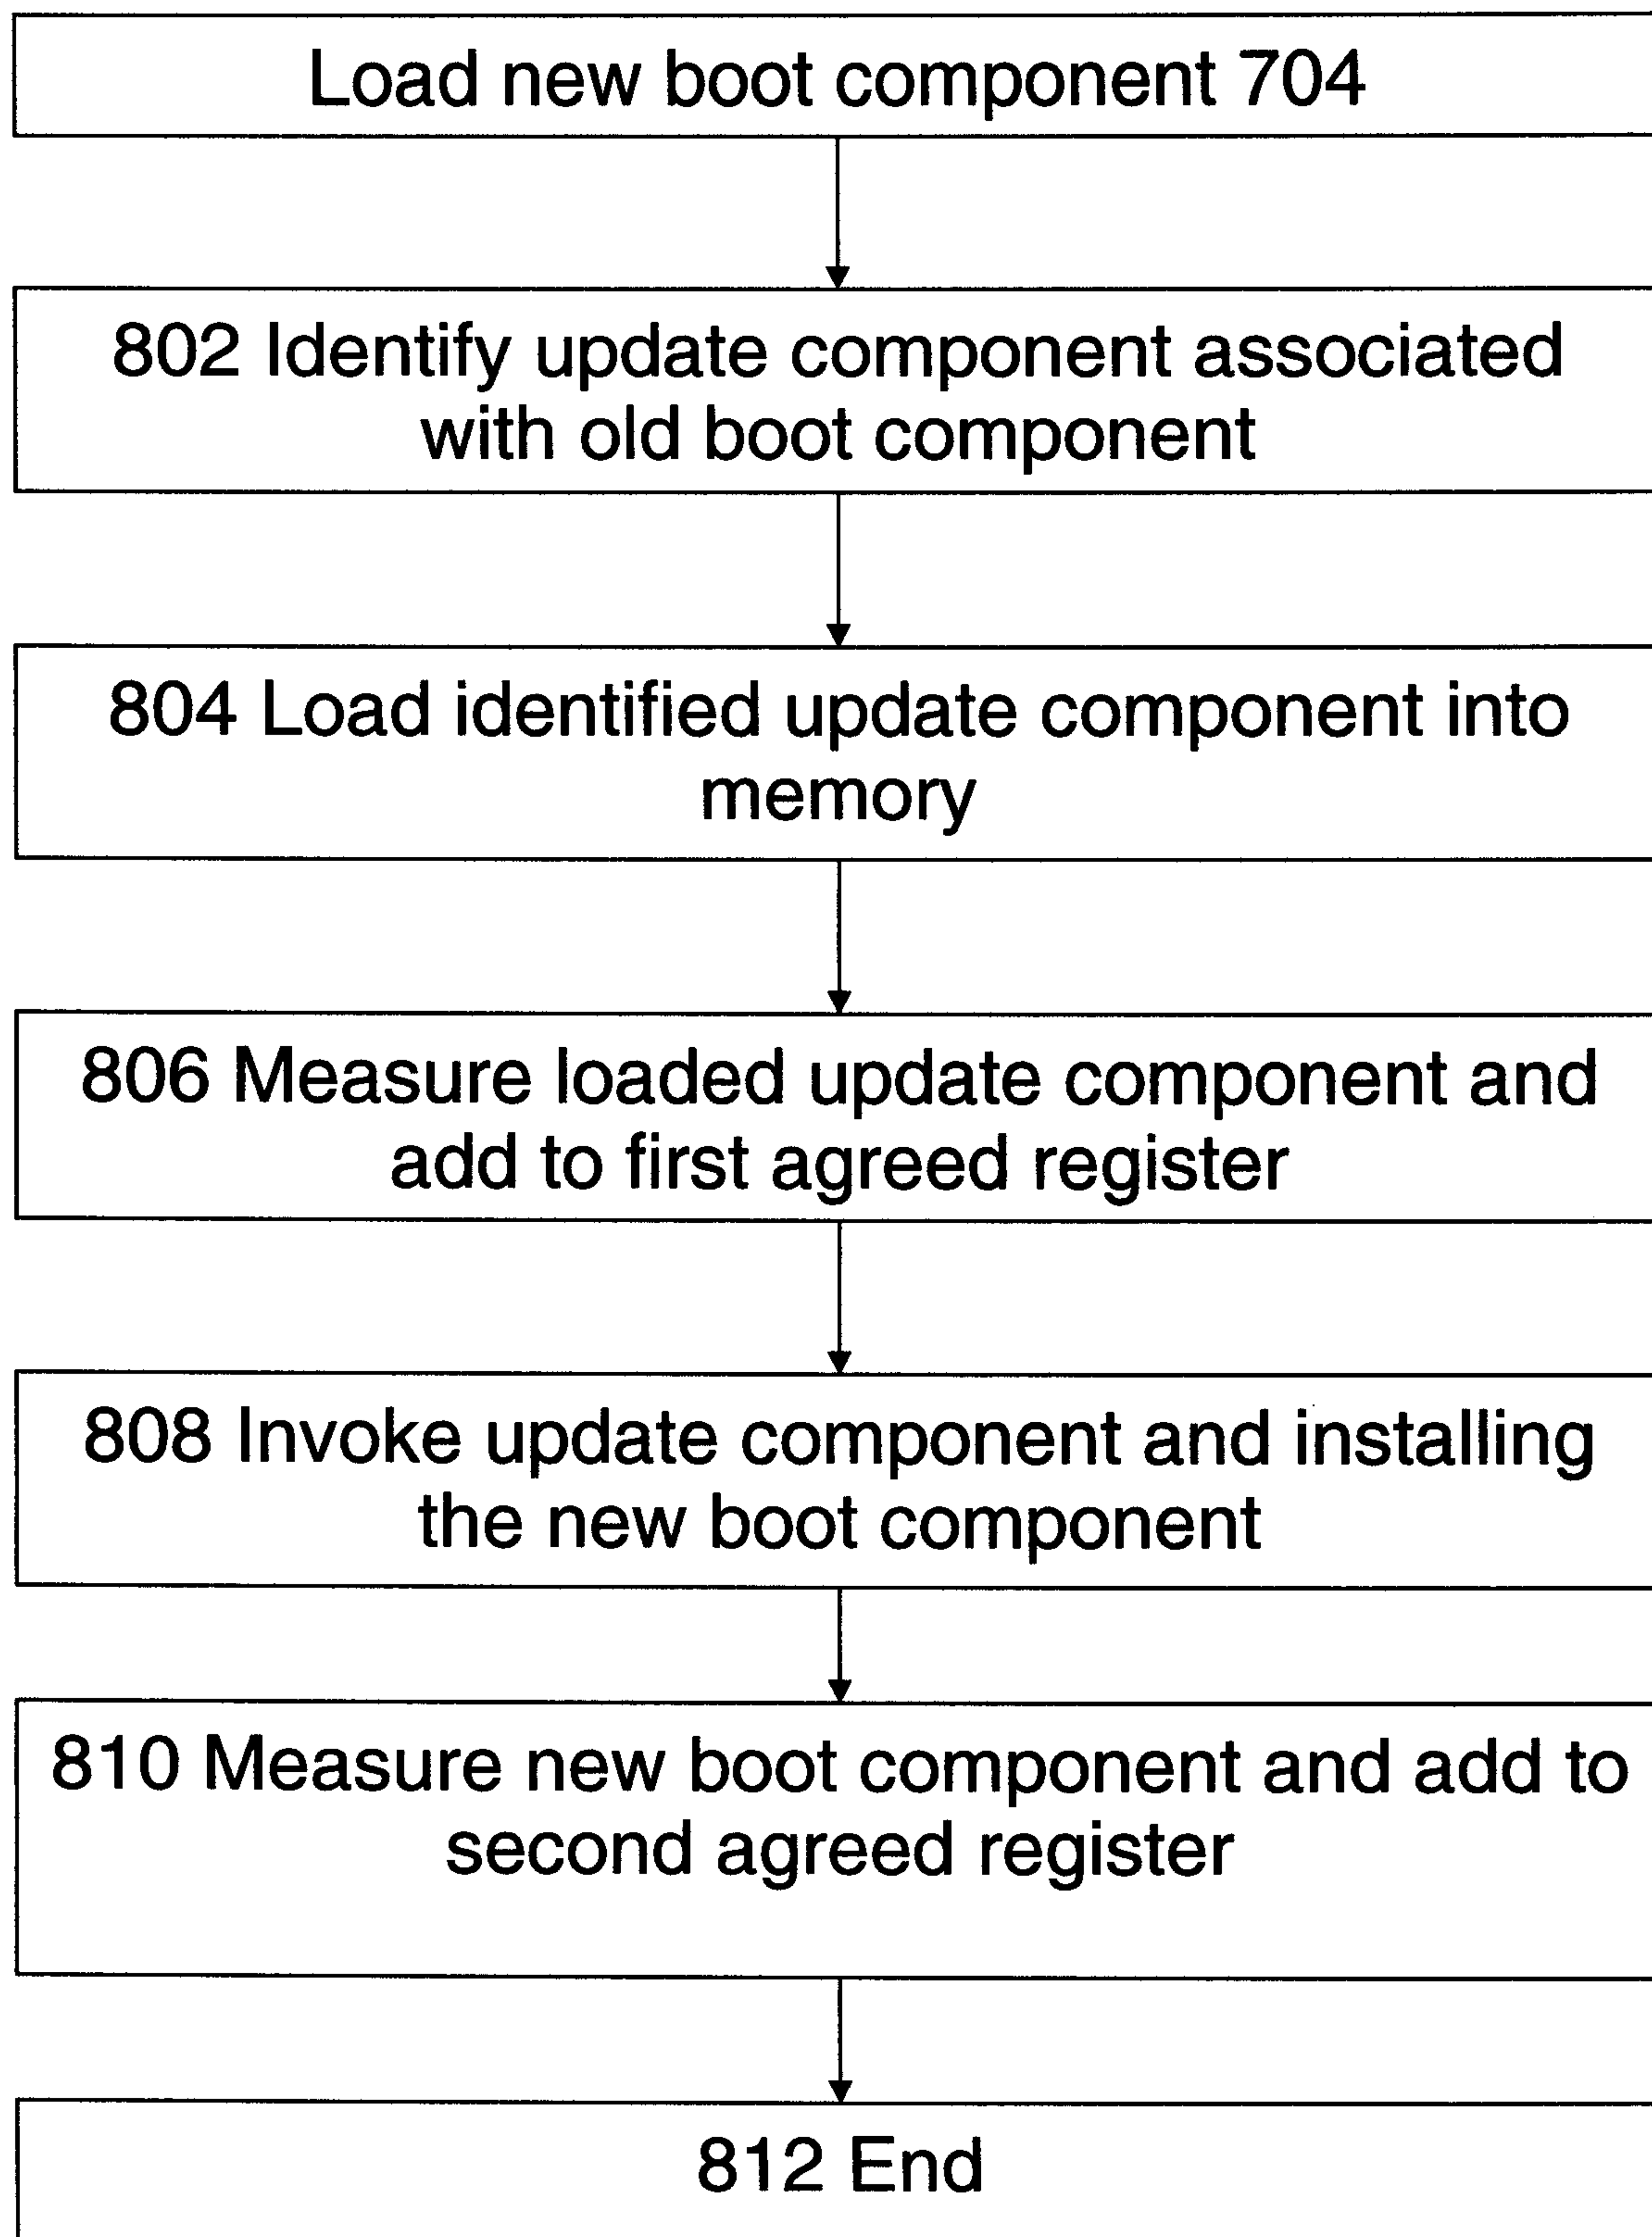 Load new boot component 704
802 Identify update component associated
with old boot component
804 Load identified update component into
memory
806 Measure loaded update component and
add to first agreed register
808 Invoke update component and installing
the new boot component
810 Measure new boot component and add to
second agreed register
812 End